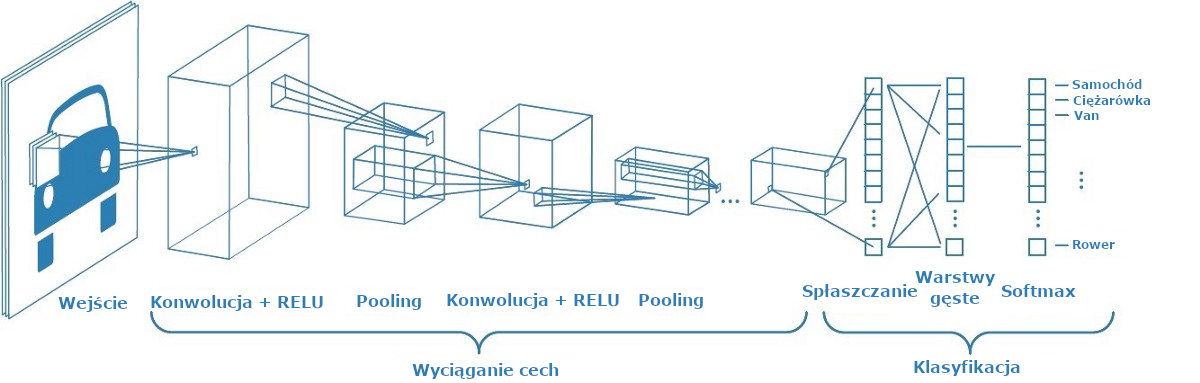 Samochód
Ciężarówka
Van
Rower
Wejście
Konwolucja + RELU
Pooling
Konwolucja + RELU
Pooling
Spłaszczanie
Warstwy
gęste
Softmax
Wyciąganie cech
Klasyfikacja